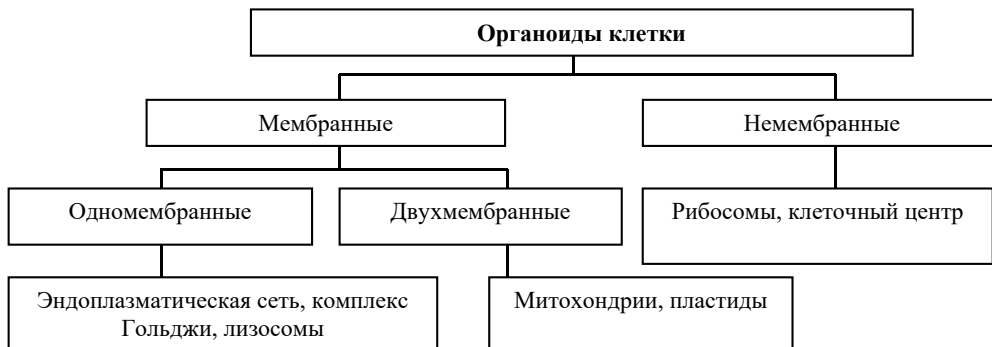 Органоиды клетки
Мембранные
Немембранные
Одномембранные
Двухмембранные
Рибосомы, клеточный центр
Эндоплазматическая сеть, комплекс
Гольджи, лизосомы
Митохондрии, пластиды